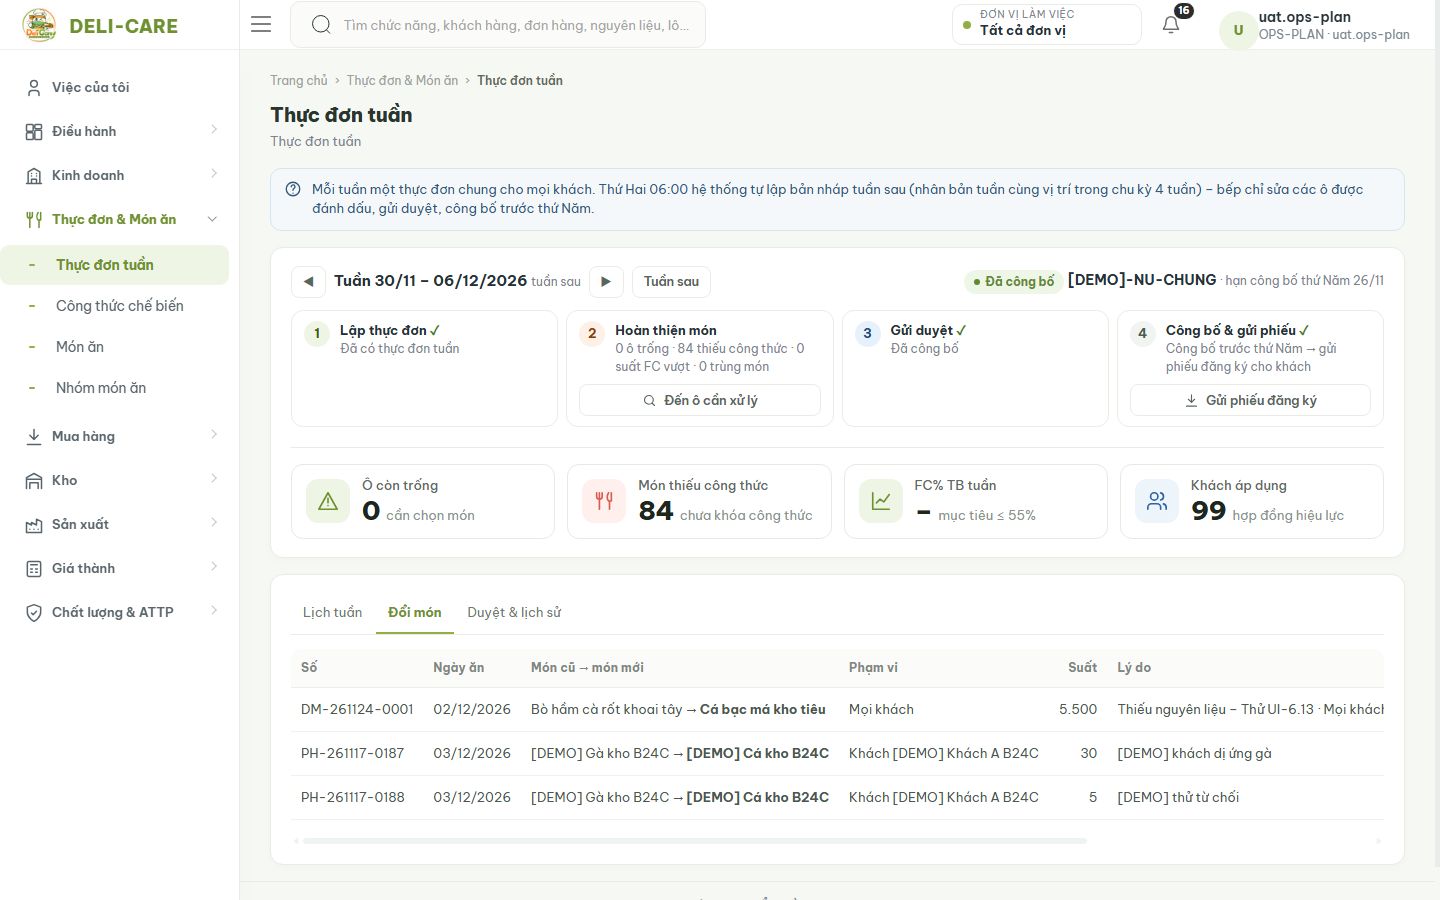 DELI-CARE
Tìm chức năng, khách hàng, đơn hàng, nguyên liệu, lô...
ĐƠN VỊ LÀM VIỆC
Tất cả đơn vị
16
U
uat.ops-plan
OPS-PLAN · uat.ops-plan
Việc của tôi
Điều hành
Kinh doanh
Thực đơn & Món ăn
Thực đơn tuần
Công thức chế biến
Món ăn
Nhóm món ăn
Mua hàng
Kho
Sản xuất
Giá thành
Chất lượng & ATTP
Trang chủ › Thực đơn & Món ăn › Thực đơn tuần
Thực đơn tuần
Thực đơn tuần
Mỗi tuần một thực đơn chung cho mọi khách. Thứ Hai 06:00 hệ thống tự lập bản nháp tuần sau (nhân bản tuần cùng vị trí trong chu kỳ 4 tuần) – bếp chỉ sửa các ô được
đánh dấu, gửi duyệt, công bố trước thứ Năm.
◀ Tuần 30/11 – 06/12/2026 tuần sau ▶ Tuần sau
Đã công bố [DEMO]-NU-CHUNG · hạn công bố thứ Năm 26/11
1 Lập thực đơn ✓
Đã có thực đơn tuần
2 Hoàn thiện món
0 ô trống · 84 thiếu công thức · 0
suất FC vượt · 0 trùng món
Đến ô cần xử lý
3 Gửi duyệt ✓
Đã công bố
4 Công bố & gửi phiếu ✓
Công bố trước thứ Năm → gửi
phiếu đăng ký cho khách
Gửi phiếu đăng ký
Ô còn trống
0 cần chọn món
Món thiếu công thức
84 chưa khóa công thức
FC% TB tuần
– mục tiêu ≤ 55%
Khách áp dụng
99 hợp đồng hiệu lực
Lịch tuần Đổi món Duyệt & lịch sử
Số Ngày ăn Món cũ → món mới Phạm vi Suất Lý do
DM-261124-0001 02/12/2026 Bò hầm cà rốt khoai tây → Cá bạc má kho tiêu Mọi khách 5.500 Thiếu nguyên liệu – Thử UI-6.13 · Mọi khách
PH-261117-0187 03/12/2026 [DEMO] Gà kho B24C → [DEMO] Cá kho B24C Khách [DEMO] Khách A B24C 30 [DEMO] khách dị ứng gà
PH-261117-0188 03/12/2026 [DEMO] Gà kho B24C → [DEMO] Cá kho B24C Khách [DEMO] Khách A B24C 5 [DEMO] thử từ chối